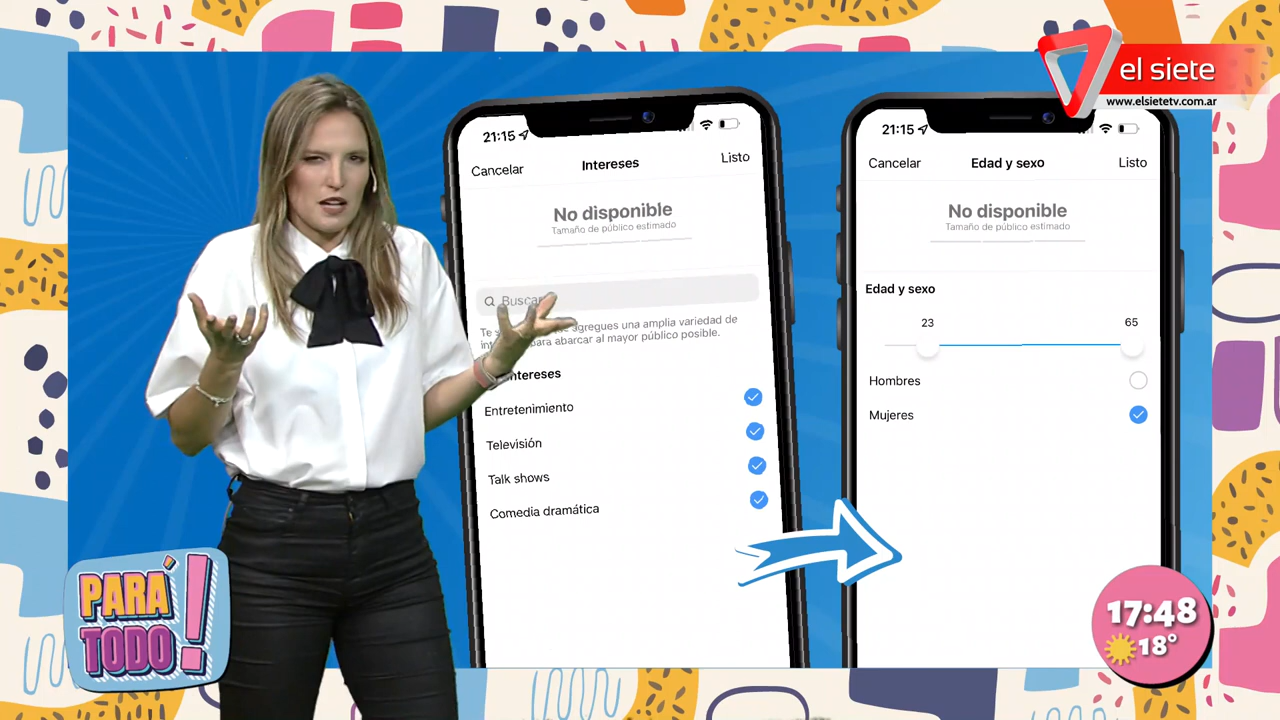 el siete
www.elsietetv.com.ar
21:15
Cancelar
Intereses
Listo
No disponible
Tamaño de público estimado
Buscar
Te agregues una amplia variedad de
para abarcar al mayor público posible.
Intereses
Entretenimiento
Televisión
Talk shows
Comedia dramática
21:15
Cancelar
Edad y sexo
Listo
No disponible
Tamaño de público estimado
Edad y sexo
23
65
Hombres
Mujeres
PARÁ
TODO!
17:48
18°